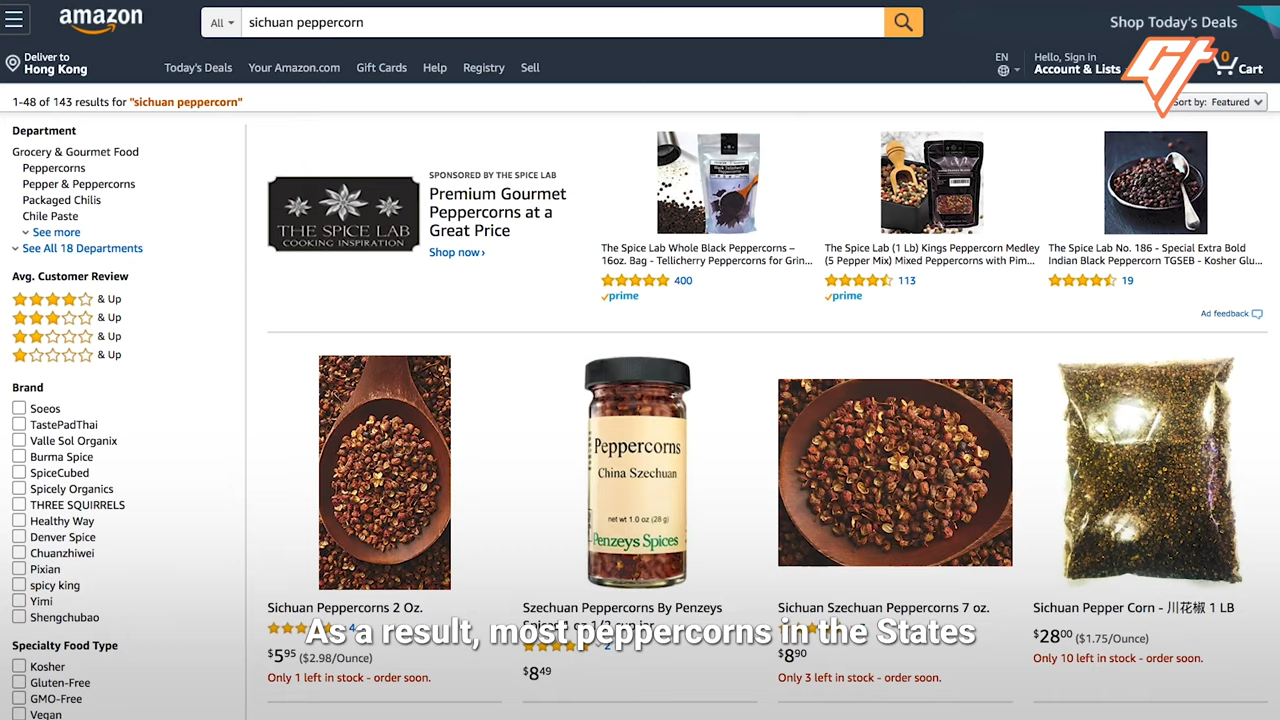 amazon
All
sichuan peppercorn
Shop Today's Deals
Deliver to
Hong Kong
Today's Deals
Your Amazon.com
Gift Cards
Help
Registry
Sell
EN
Hello, Sign in
Account & Lists
0
Cart
1-48 of 143 results for "sichuan peppercorn"
Sort by: Featured
Department
Grocery & Gourmet Food
Peppercorns
Pepper & Peppercorns
Packaged Chilis
Chile Paste
See more
See All 18 Departments
Avg. Customer Review
& Up
& Up
& Up
& Up
Brand
Soeos
TastePadThai
Valle Sol Organix
Burma Spice
SpiceCubed
Spicely Organics
THREE SQUIRRELS
Healthy Way
Denver Spice
Chuanzhiwei
Pixian
spicy king
Yimi
Shengchubao
Specialty Food Type
Kosher
Gluten-Free
GMO-Free
Vegan
THE SPICE LAB
COOKING INSPIRATION
SPONSORED BY THE SPICE LAB
Premium Gourmet
Peppercorns at a
Great Price
Shop now›
The Spice Lab Whole Black Peppercorns –
16oz. Bag - Tellicherry Peppercorns for Grin...
400
prime
The Spice Lab (1 Lb) Kings Peppercorn Medley
(5 Pepper Mix) Mixed Peppercorns with Pim...
113
prime
The Spice Lab No. 186 - Special Extra Bold
Indian Black Peppercorn TGSEB - Kosher Glu...
19
Ad feedback
Peppercorns
China Szechuan
net wt 1.0 oz (28 g)
Penzeys Spices
Sichuan Peppercorns 2 Oz.
$5.95 ($2.98/Ounce)
Only 1 left in stock - order soon.
Szechuan Peppercorns By Penzeys
2
$8.49
Sichuan Szechuan Peppercorns 7 oz.
$8.90
Only 3 left in stock - order soon.
Sichuan Pepper Corn - 川花椒 1 LB
$28.00 ($1.75/Ounce)
Only 10 left in stock - order soon.
As a result, most peppercorns in the States